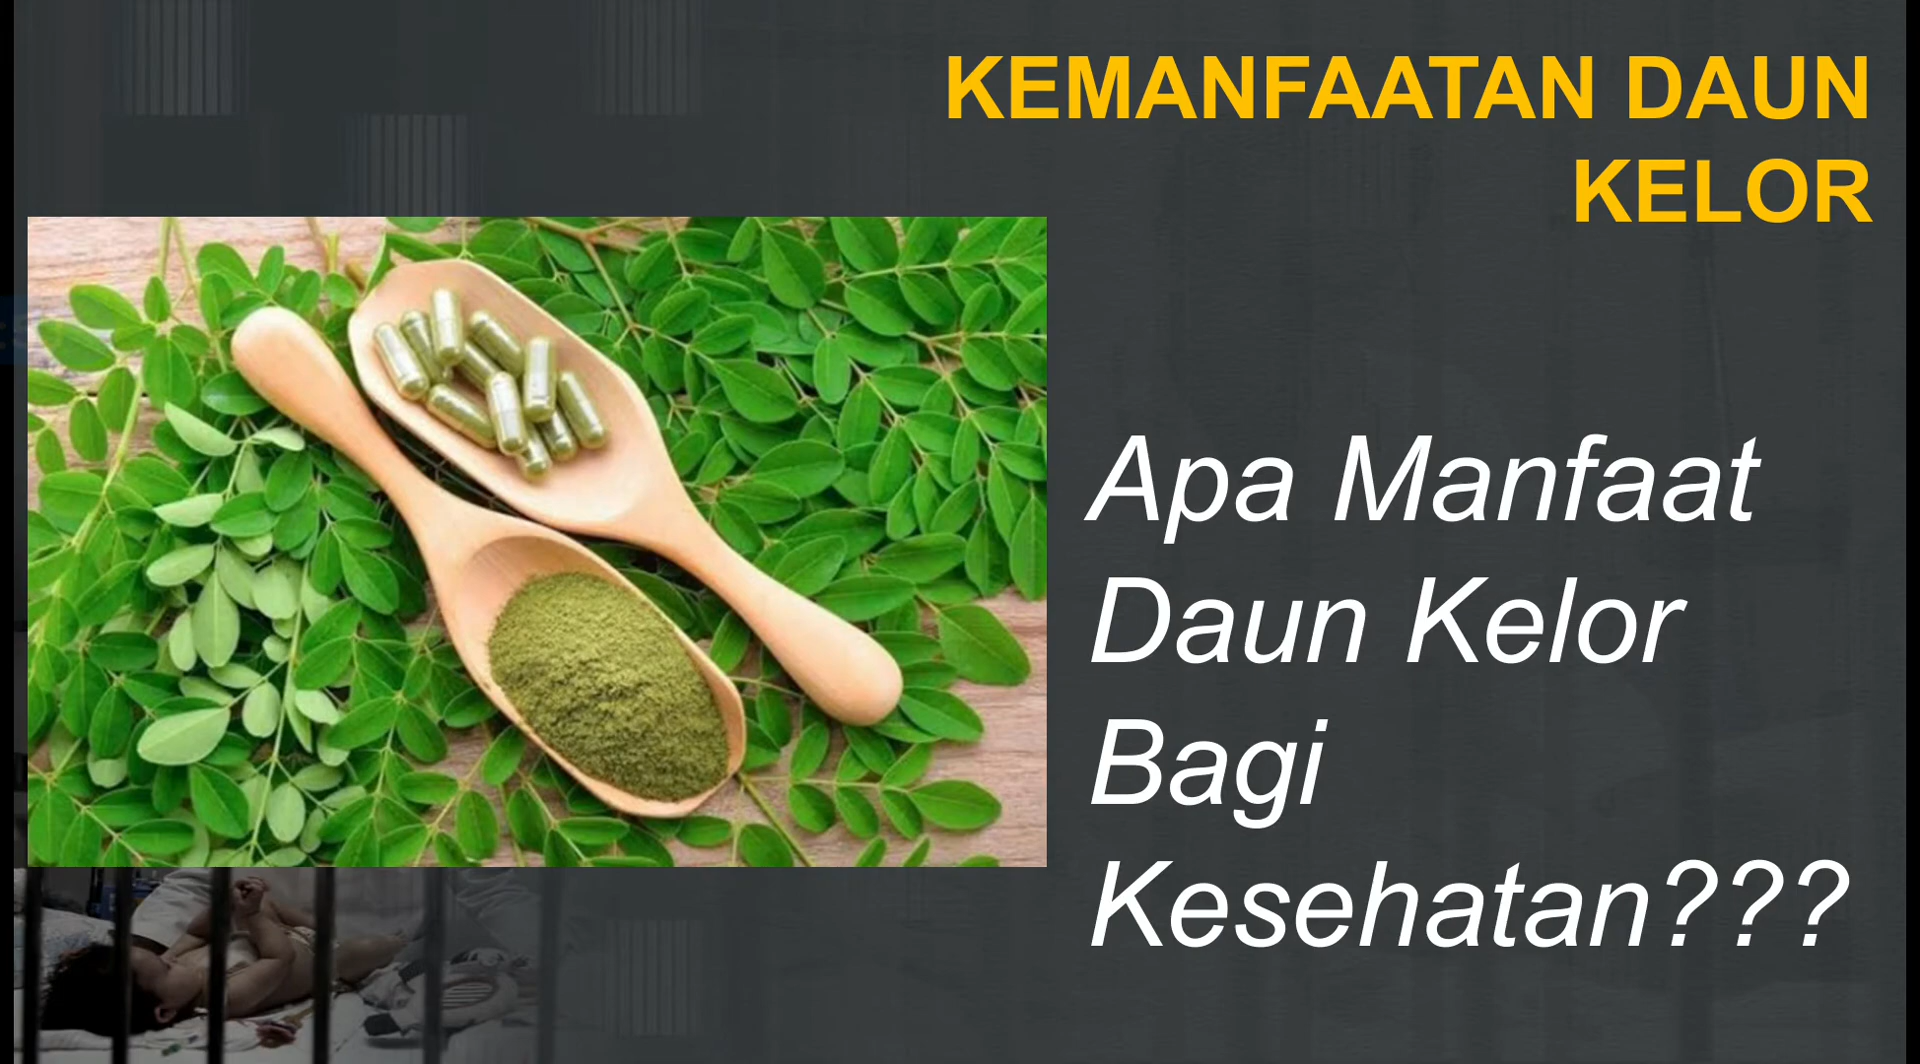 KEMANFAATAN DAUN
KELOR
Apa Manfaat
Daun Kelor
Bagi
Kesehatan???